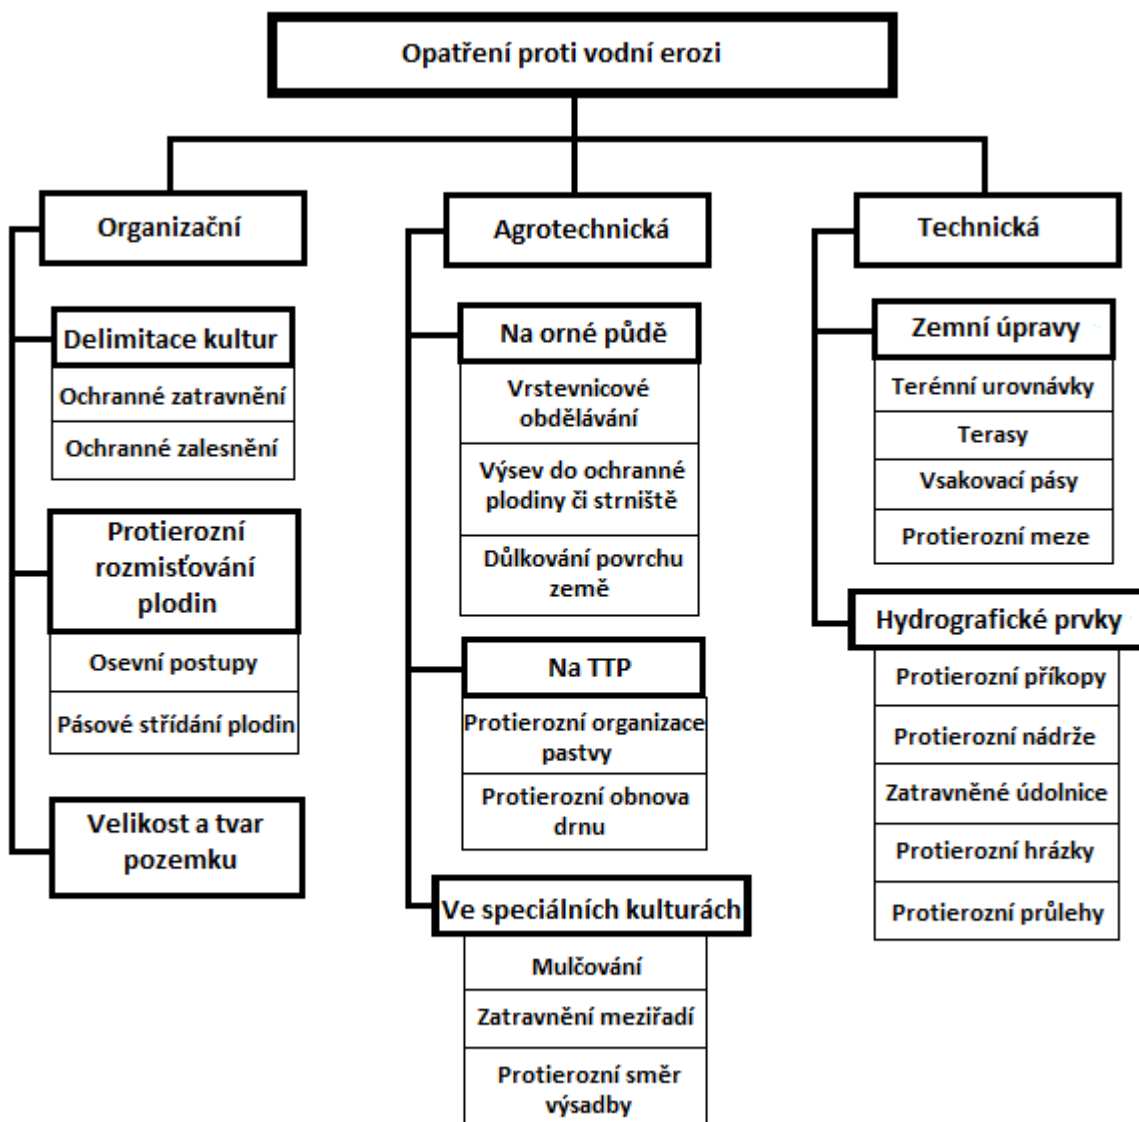 Opatření proti vodní erozi
Organizační
Delimitace kultur
Ochranné zatravnění
Ochranné zalesnění
Protierozní
rozmisťování
plodin
Osevní postupy
Pásové střídání plodin
Velikost a tvar
pozemku
Agrotechnická
Na orné půdě
Vrstevnicové
obdělávání
Výsev do ochranné
plodiny či strniště
Důlkování povrchu
země
Na TTP
Protierozní organizace
pastvy
Protierozní obnova
drnu
Ve speciálních kulturách
Mulčování
Zatravnění meziřadí
Protierozní směr
výsadby
Technická
Zemní úpravy
Terénní urovnávky
Terasy
Vsakovací pásy
Protierozní meze
Hydrografické prvky
Protierozní příkopy
Protierozní nádrže
Zatravněné údolnice
Protierozní hrázky
Protierozní průlehy